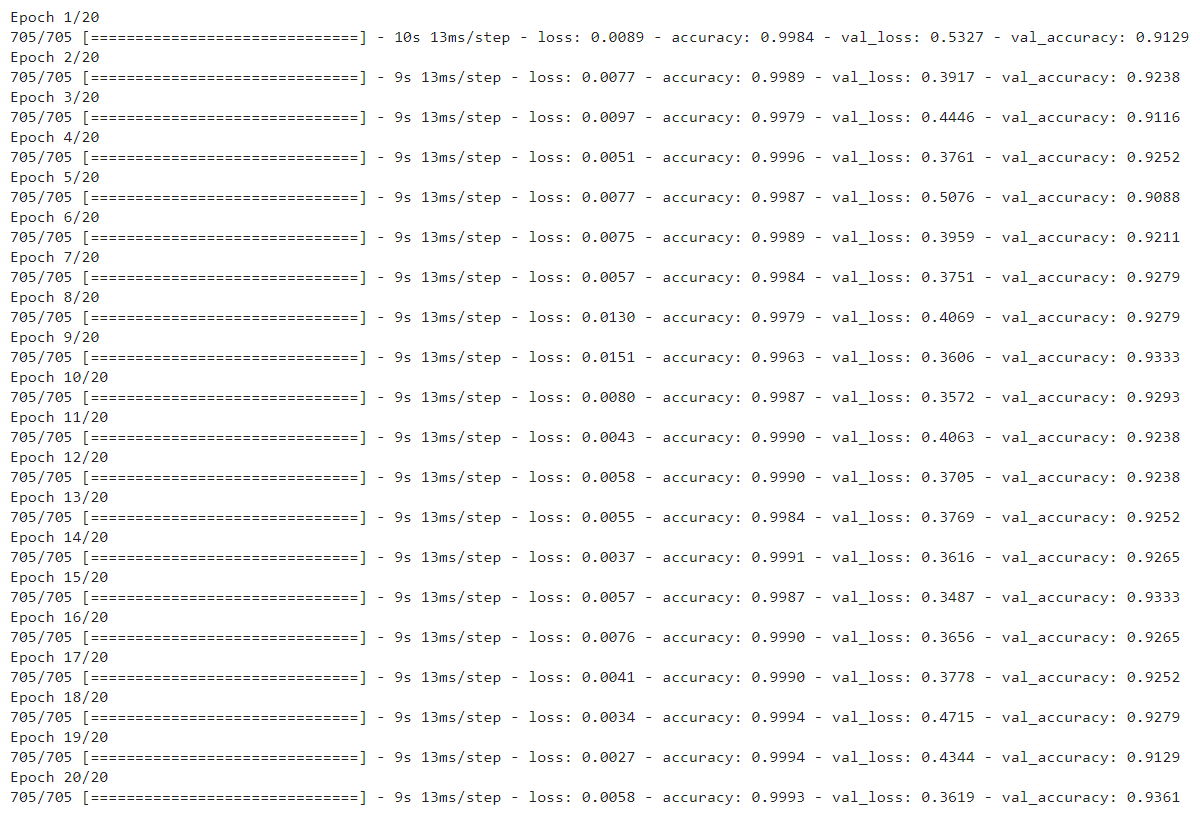 Epoch 1/20
705/705 [==============================] - 10s 13ms/step - loss: 0.0089 - accuracy: 0.9984 - val_loss: 0.5327 - val_accuracy: 0.9129
Epoch 2/20
705/705 [==============================] - 9s 13ms/step - loss: 0.0077 - accuracy: 0.9989 - val_loss: 0.3917 - val_accuracy: 0.9238
Epoch 3/20
705/705 [==============================] - 9s 13ms/step - loss: 0.0097 - accuracy: 0.9979 - val_loss: 0.4446 - val_accuracy: 0.9116
Epoch 4/20
705/705 [==============================] - 9s 13ms/step - loss: 0.0051 - accuracy: 0.9996 - val_loss: 0.3761 - val_accuracy: 0.9252
Epoch 5/20
705/705 [==============================] - 9s 13ms/step - loss: 0.0077 - accuracy: 0.9987 - val_loss: 0.5076 - val_accuracy: 0.9088
Epoch 6/20
705/705 [==============================] - 9s 13ms/step - loss: 0.0075 - accuracy: 0.9989 - val_loss: 0.3959 - val_accuracy: 0.9211
Epoch 7/20
705/705 [==============================] - 9s 13ms/step - loss: 0.0057 - accuracy: 0.9984 - val_loss: 0.3751 - val_accuracy: 0.9279
Epoch 8/20
705/705 [==============================] - 9s 13ms/step - loss: 0.0130 - accuracy: 0.9979 - val_loss: 0.4069 - val_accuracy: 0.9279
Epoch 9/20
705/705 [==============================] - 9s 13ms/step - loss: 0.0151 - accuracy: 0.9963 - val_loss: 0.3606 - val_accuracy: 0.9333
Epoch 10/20
705/705 [==============================] - 9s 13ms/step - loss: 0.0080 - accuracy: 0.9987 - val_loss: 0.3572 - val_accuracy: 0.9293
Epoch 11/20
705/705 [==============================] - 9s 13ms/step - loss: 0.0043 - accuracy: 0.9990 - val_loss: 0.4063 - val_accuracy: 0.9238
Epoch 12/20
705/705 [==============================] - 9s 13ms/step - loss: 0.0058 - accuracy: 0.9990 - val_loss: 0.3705 - val_accuracy: 0.9238
Epoch 13/20
705/705 [==============================] - 9s 13ms/step - loss: 0.0055 - accuracy: 0.9984 - val_loss: 0.3769 - val_accuracy: 0.9252
Epoch 14/20
705/705 [==============================] - 9s 13ms/step - loss: 0.0037 - accuracy: 0.9991 - val_loss: 0.3616 - val_accuracy: 0.9265
Epoch 15/20
705/705 [==============================] - 9s 13ms/step - loss: 0.0057 - accuracy: 0.9987 - val_loss: 0.3487 - val_accuracy: 0.9333
Epoch 16/20
705/705 [==============================] - 9s 13ms/step - loss: 0.0076 - accuracy: 0.9990 - val_loss: 0.3656 - val_accuracy: 0.9265
Epoch 17/20
705/705 [==============================] - 9s 13ms/step - loss: 0.0041 - accuracy: 0.9990 - val_loss: 0.3778 - val_accuracy: 0.9252
Epoch 18/20
705/705 [==============================] - 9s 13ms/step - loss: 0.0034 - accuracy: 0.9994 - val_loss: 0.4715 - val_accuracy: 0.9279
Epoch 19/20
705/705 [==============================] - 9s 13ms/step - loss: 0.0027 - accuracy: 0.9994 - val_loss: 0.4344 - val_accuracy: 0.9129
Epoch 20/20
705/705 [==============================] - 9s 13ms/step - loss: 0.0058 - accuracy: 0.9993 - val_loss: 0.3619 - val_accuracy: 0.9361